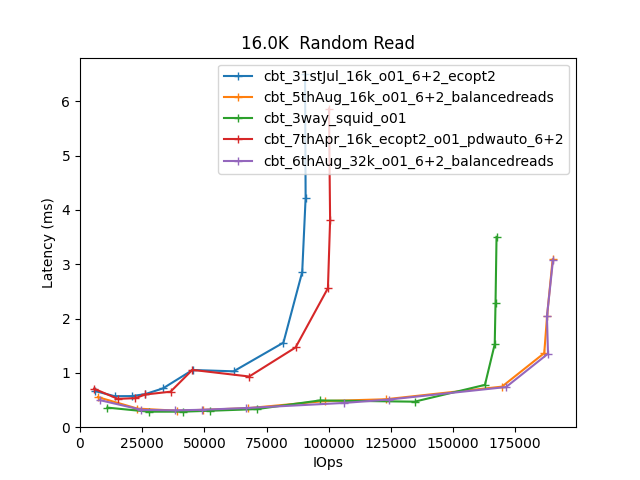 16.0K  Random Read
cbt_31stJul_16k_o01_6+2_ecopt2
cbt_5thAug_16k_o01_6+2_balancedreads
cbt_3way_squid_o01
cbt_7thApr_16k_ecopt2_o01_pdwauto_6+2
cbt_6thAug_32k_o01_6+2_balancedreads
Latency (ms)
6
5
4
3
2
1
0
0 25000 50000 75000 100000 125000 150000 175000
IOps